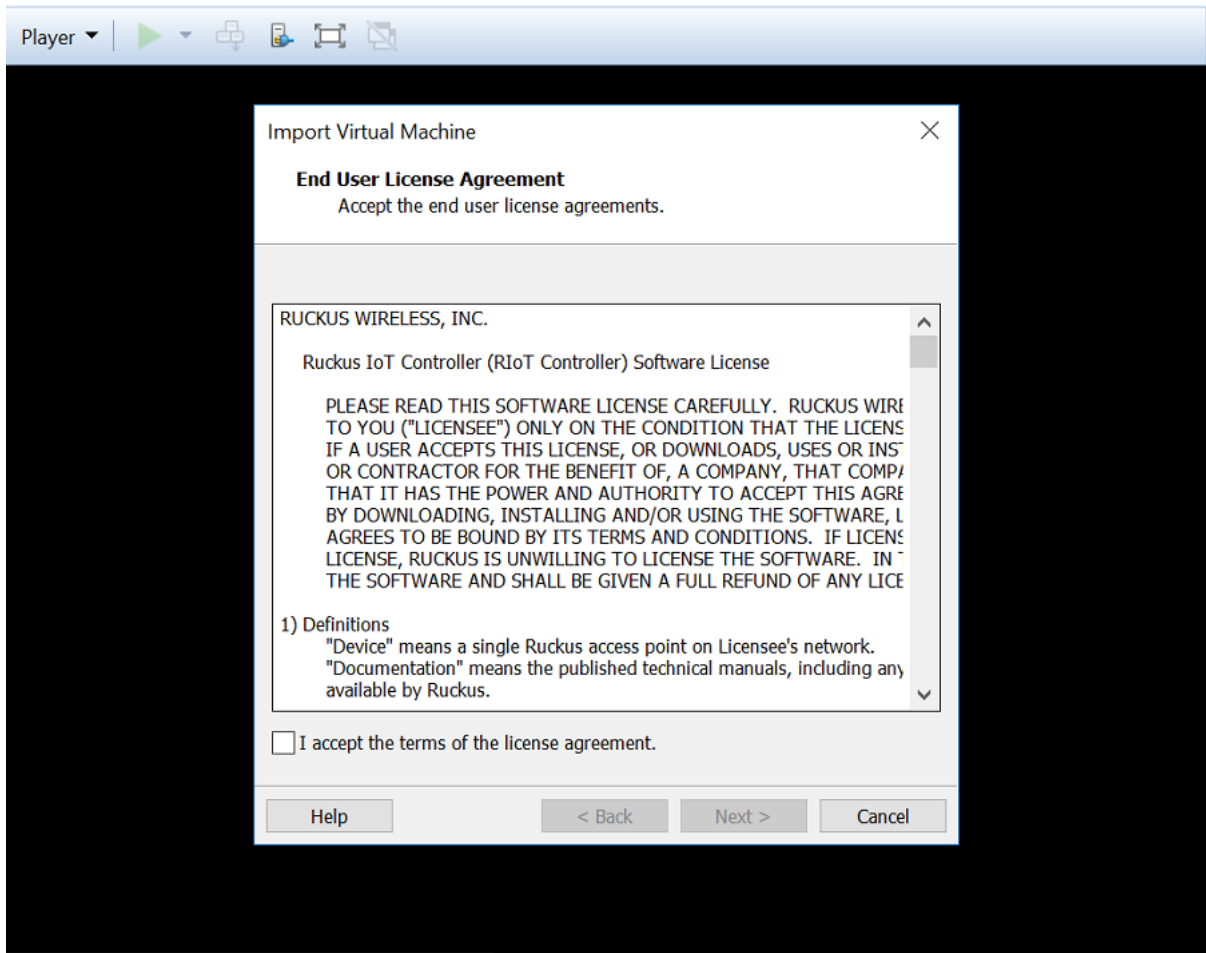 Player
Import Virtual Machine
End User License Agreement
Accept the end user license agreements.
RUCKUS WIRELESS, INC.
Ruckus IoT Controller (RIoT Controller) Software License
PLEASE READ THIS SOFTWARE LICENSE CAREFULLY.  RUCKUS WIRE
TO YOU ("LICENSEE") ONLY ON THE CONDITION THAT THE LICENS
IF A USER ACCEPTS THIS LICENSE, OR DOWNLOADS, USES OR INS
OR CONTRACTOR FOR THE BENEFIT OF, A COMPANY, THAT COMP
THAT IT HAS THE POWER AND AUTHORITY TO ACCEPT THIS AGRE
BY DOWNLOADING, INSTALLING AND/OR USING THE SOFTWARE, L
AGREES TO BE BOUND BY ITS TERMS AND CONDITIONS.  IF LICENS
LICENSE, RUCKUS IS UNWILLING TO LICENSE THE SOFTWARE.  IN
THE SOFTWARE AND SHALL BE GIVEN A FULL REFUND OF ANY LICE
1) Definitions
"Device" means a single Ruckus access point on Licensee's network.
"Documentation" means the published technical manuals, including any
available by Ruckus.
I accept the terms of the license agreement.
Help
< Back
Next >
Cancel